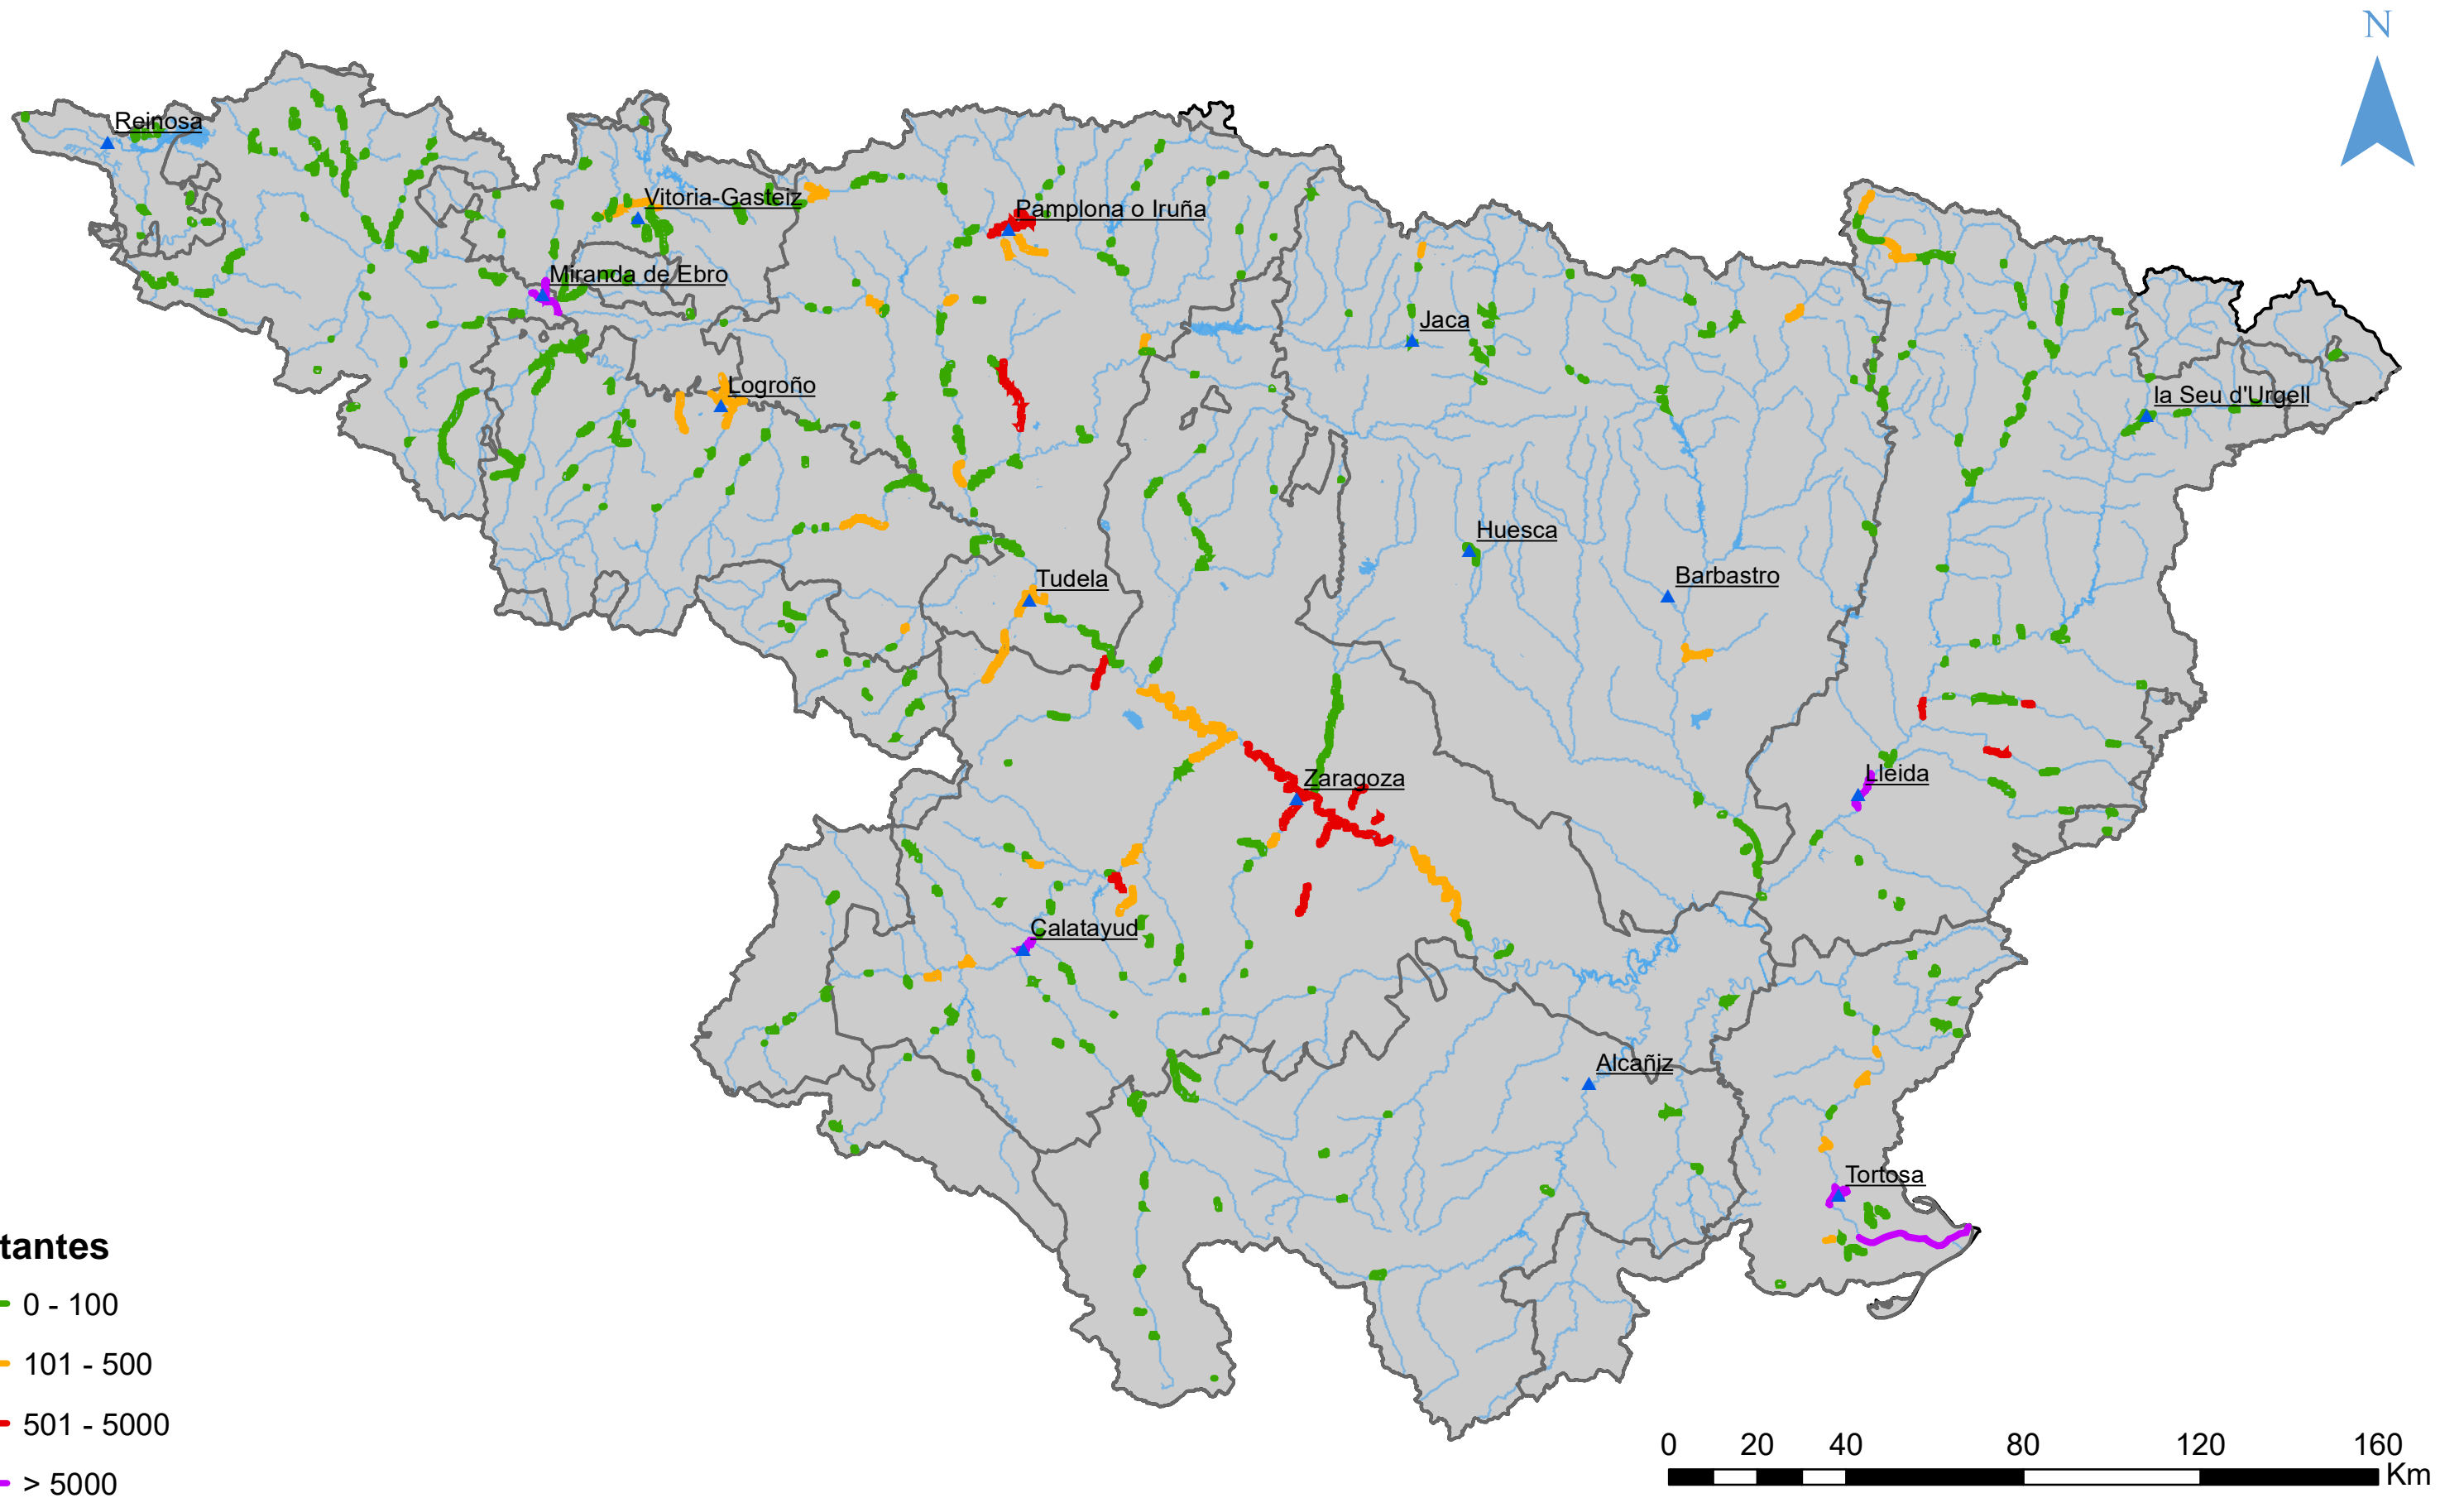 N
Reinosa
Vitoria-Gasteiz
Pamplona o Iruña
Miranda de Ebro
Jaca
Logroño
la Seu d'Urgell
Huesca
Tudela
Barbastro
Zaragoza
Lleida
Calatayud
Alcañiz
Tortosa
tantes
0 - 100
101 - 500
501 - 5000
> 5000
0 20 40 80 120 160
Km